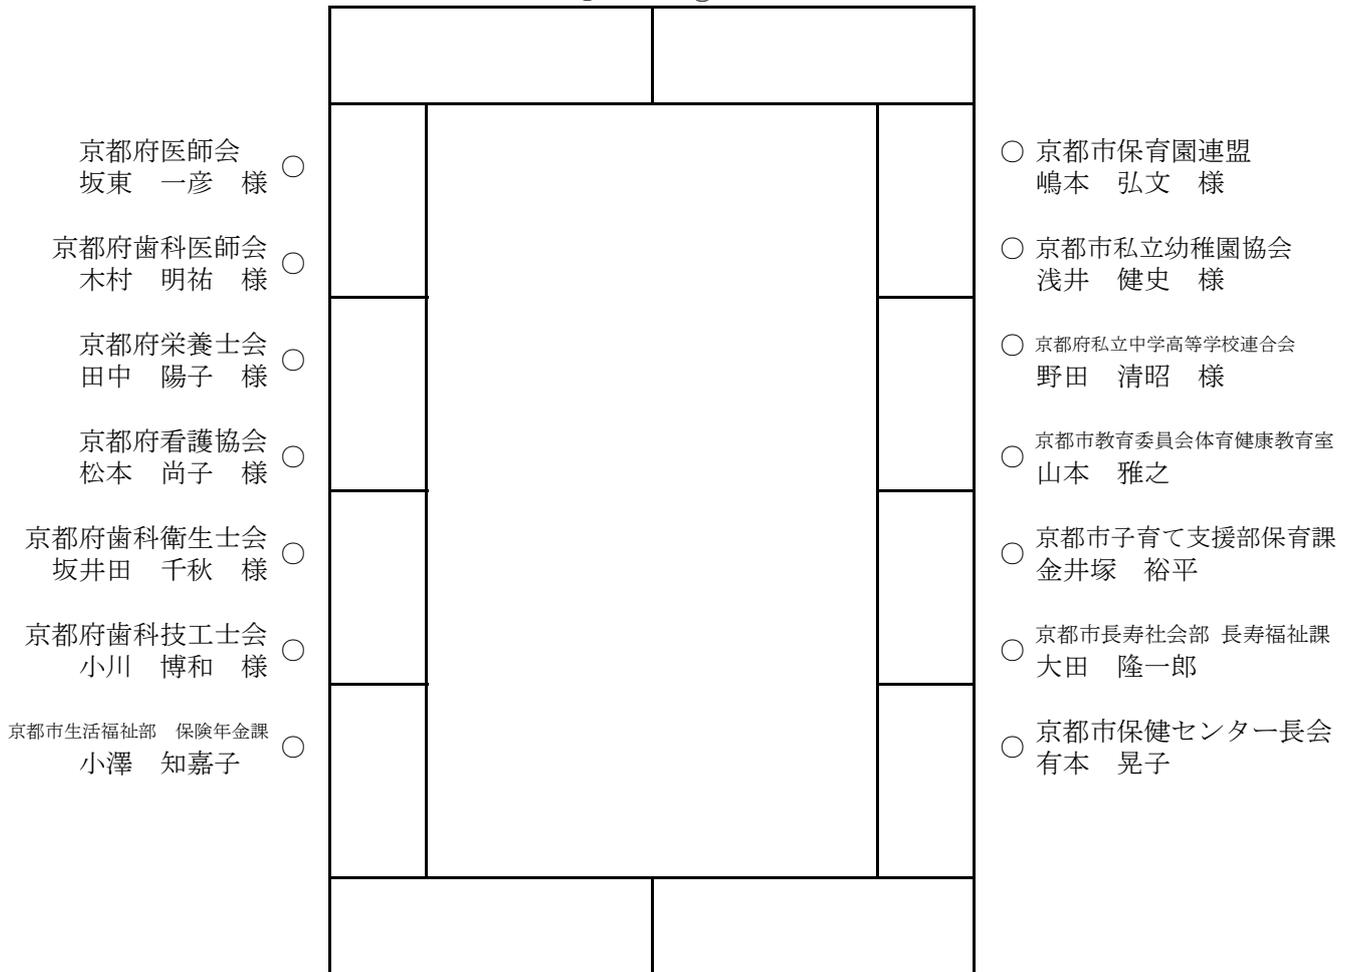 京都府医師会
坂東　一彦　様
京都府歯科医師会
木村　明祐　様
京都府栄養士会
田中　陽子　様
京都府看護協会
松本　尚子　様
京都府歯科衛生士会
坂井田　千秋　様
京都府歯科技工士会
小川　博和　様
京都市生活福祉部　保険年金課
小澤　知嘉子
京都市保育園連盟
嶋本　弘文　様
京都市私立幼稚園協会
浅井　健史　様
京都府私立中学高等学校連合会
野田　清昭　様
京都市教育委員会体育健康教育室
山本　雅之
京都市子育て支援部保育課
金井塚　裕平
京都市長寿社会部 長寿福祉課
大田　隆一郎
京都市保健センター長会
有本　晃子